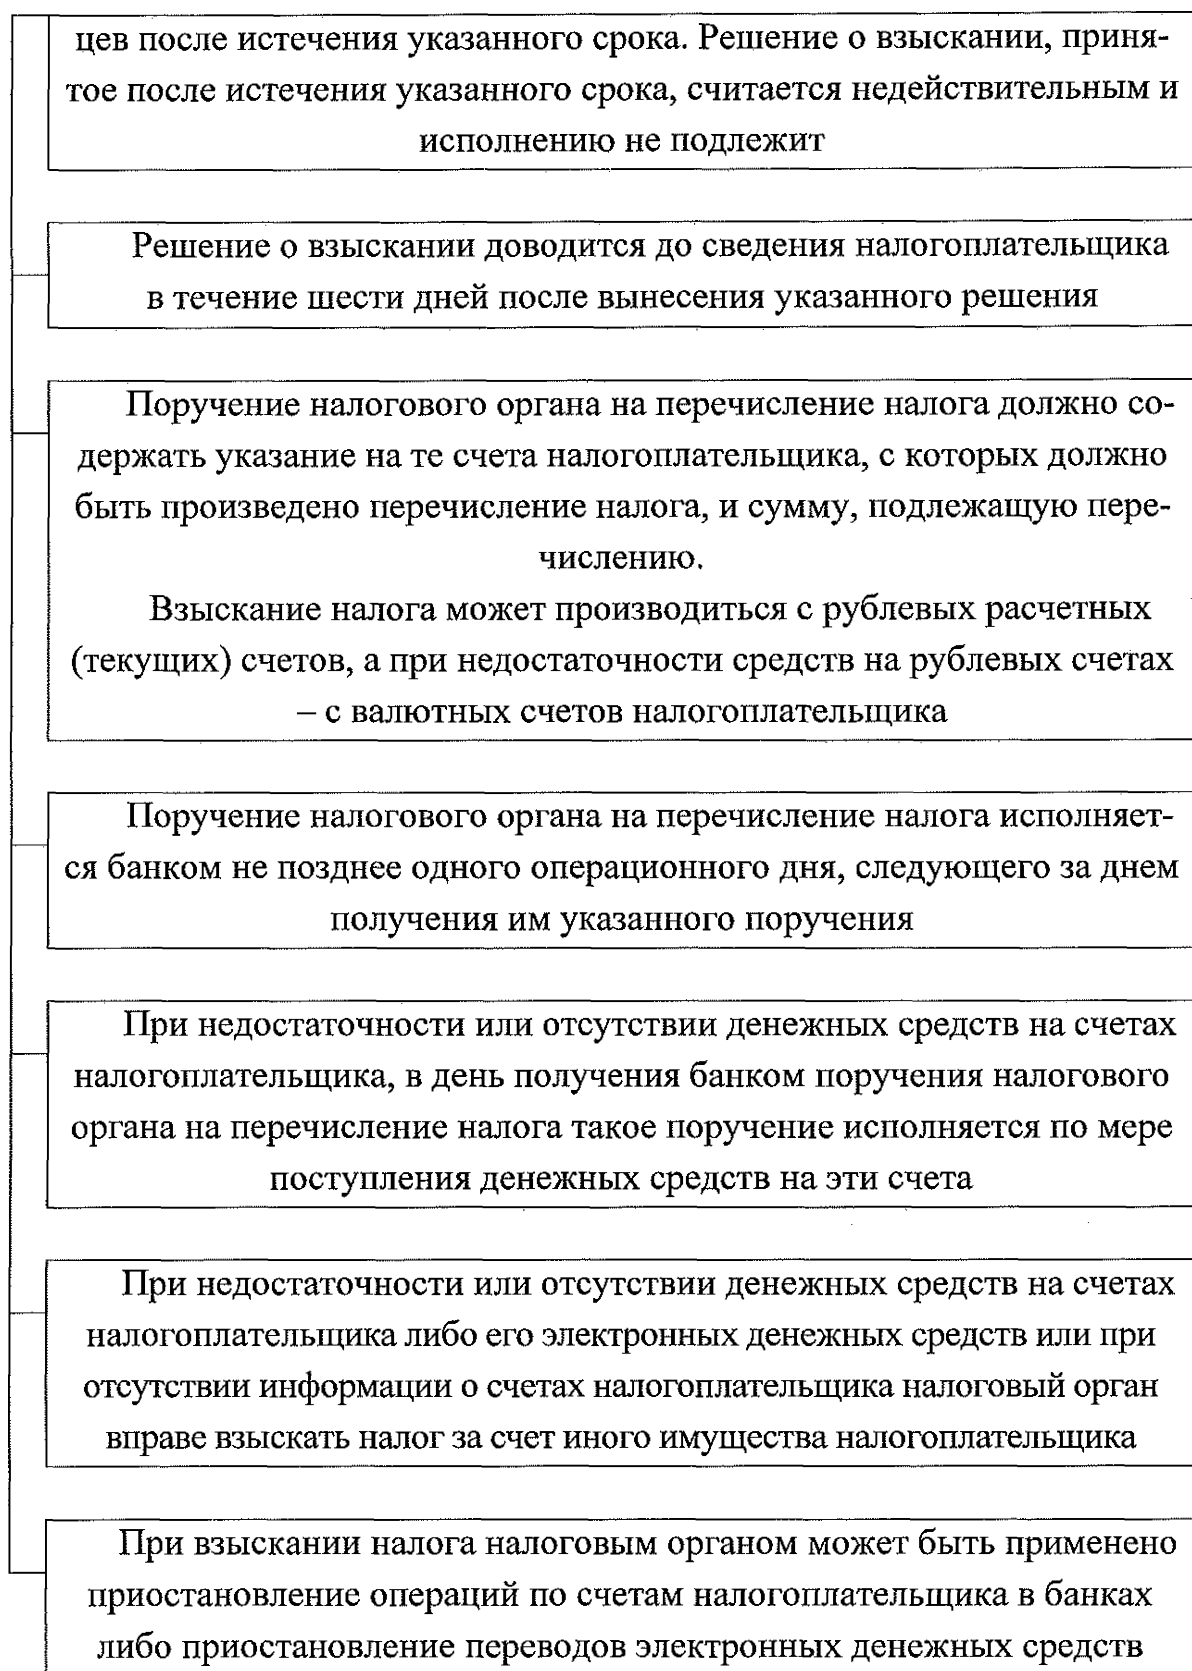 цев после истечения указанного срока. Решение о взыскании, приня-
тое после истечения указанного срока, считается недействительным и
исполнению не подлежит
Решение о взыскании доводится до сведения налогоплательщика
в течение шести дней после вынесения указанного решения
Поручение налогового органа на перечисление налога должно со-
держать указание на те счета налогоплательщика, с которых должно
быть произведено перечисление налога, и сумму, подлежащую пере-
числению.
Взыскание налога может производиться с рублевых расчетных
(текущих) счетов, а при недостаточности средств на рублевых счетах
– с валютных счетов налогоплательщика
Поручение налогового органа на перечисление налога исполняет-
ся банком не позднее одного операционного дня, следующего за днем
получения им указанного поручения
При недостаточности или отсутствии денежных средств на счетах
налогоплательщика, в день получения банком поручения налогового
органа на перечисление налога такое поручение исполняется по мере
поступления денежных средств на эти счета
При недостаточности или отсутствии денежных средств на счетах
налогоплательщика либо его электронных денежных средств или при
отсутствии информации о счетах налогоплательщика налоговый орган
вправе взыскать налог за счет иного имущества налогоплательщика
При взыскании налога налоговым органом может быть применено
приостановление операций по счетам налогоплательщика в банках
либо приостановление переводов электронных денежных средств